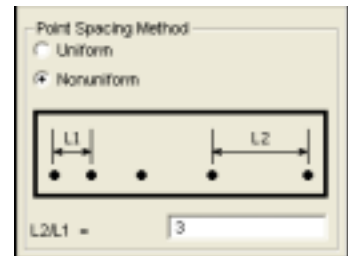 Point Spacing Method
Uniform
Nonuniform
L1 L2
L2/L1 = 3